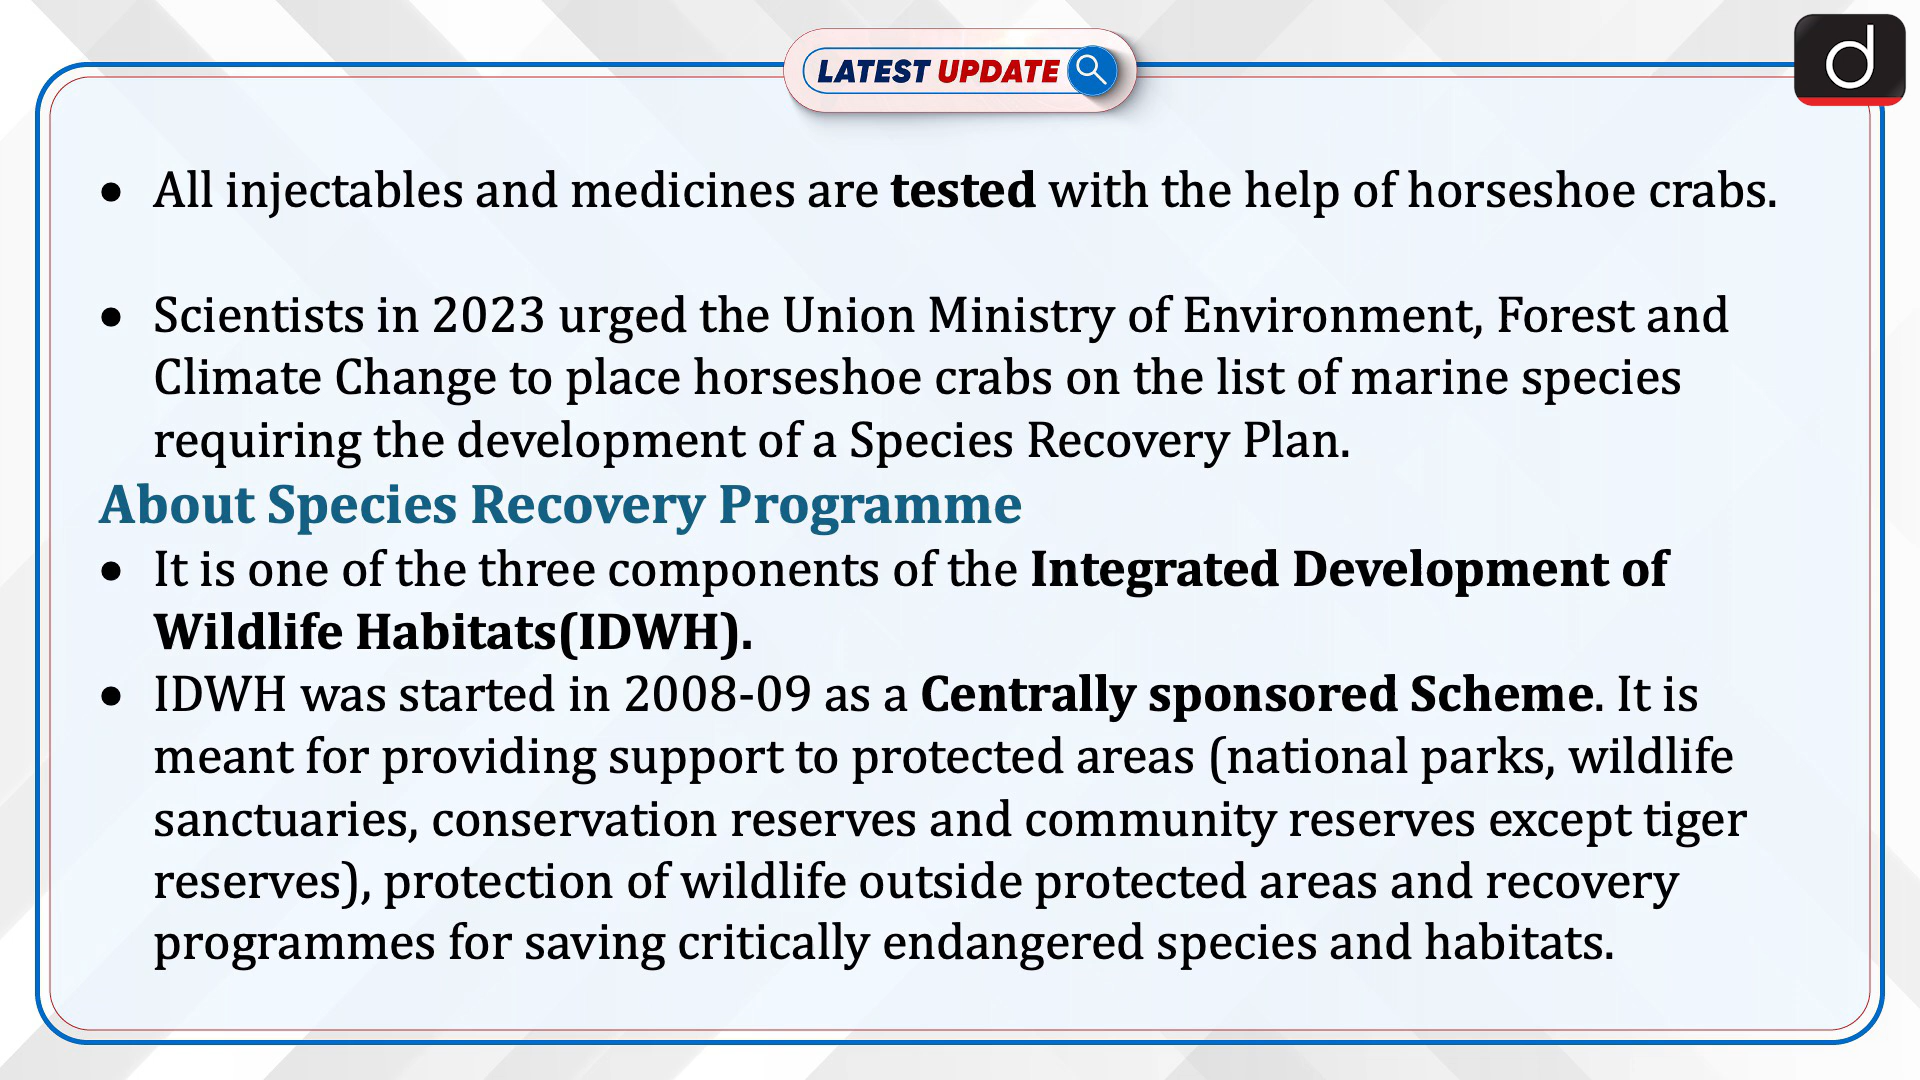 LATEST UPDATE
d
• All injectables and medicines are tested with the help of horseshoe crabs.
• Scientists in 2023 urged the Union Ministry of Environment, Forest and
Climate Change to place horseshoe crabs on the list of marine species
requiring the development of a Species Recovery Plan.
About Species Recovery Programme
• It is one of the three components of the Integrated Development of
Wildlife Habitats(IDWH).
• IDWH was started in 2008-09 as a Centrally sponsored Scheme. It is
meant for providing support to protected areas (national parks, wildlife
sanctuaries, conservation reserves and community reserves except tiger
reserves), protection of wildlife outside protected areas and recovery
programmes for saving critically endangered species and habitats.